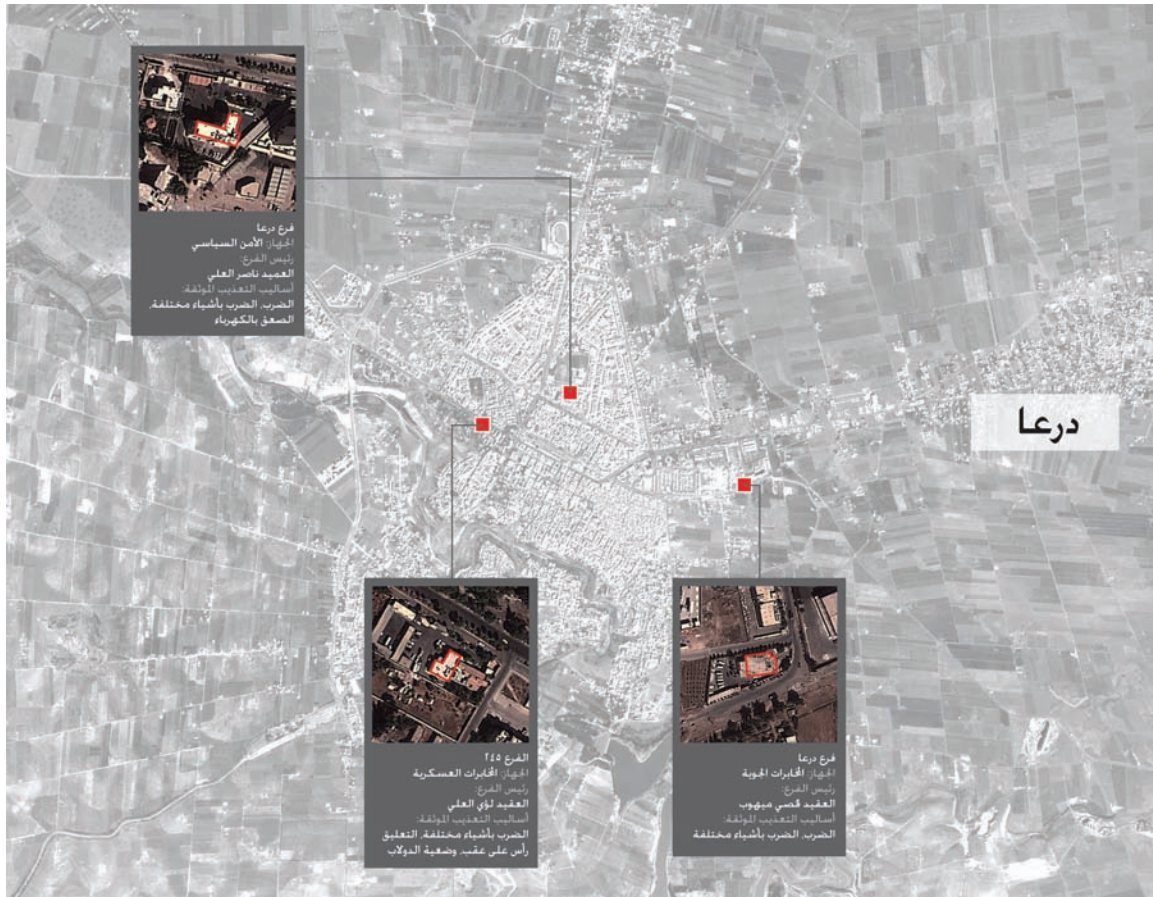 فرع درعا
الجهاز: الأمن السياسي
رئيس الفرع:
العميد ناصر العلي
أساليب التعذيب الموثقة:
الضرب، الضرب بأشياء مختلفة،
الصعق بالكهرباء
درعا
الفرع ٢٤٥
الجهاز: المخابرات العسكرية
رئيس الفرع:
العقيد لؤي العلي
أساليب التعذيب الموثقة:
الضرب بأشياء مختلفة، التعليق
رأس على عقب، وضعية الدولاب
فرع درعا
الجهاز: المخابرات الجوية
رئيس الفرع:
العقيد قصي ميهوب
أساليب التعذيب الموثقة:
الضرب، الضرب بأشياء مختلفة